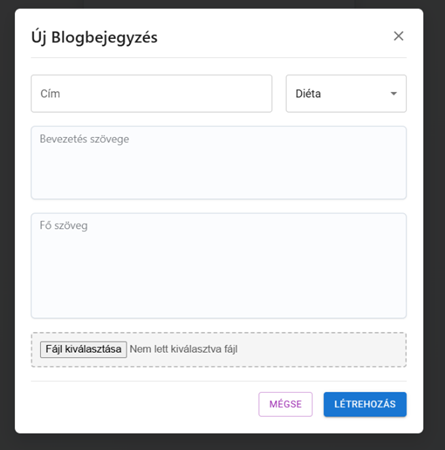 Új Blogbejegyzés
Cím
Diéta
Bevezetés szövege
Fő szöveg
Fájl kiválasztása Nem lett kiválasztva fájl
MÉGSE
LÉTREHOZÁS